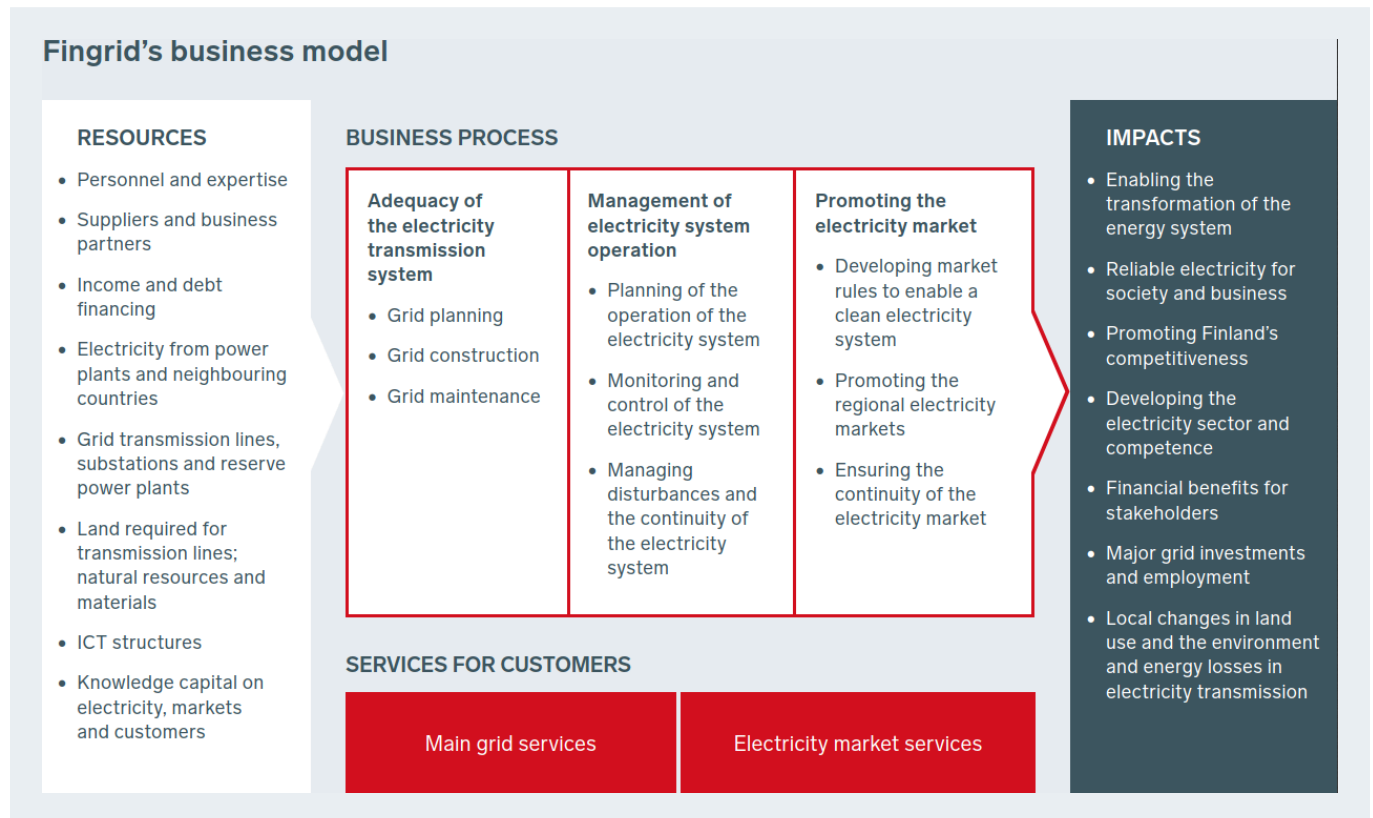 Fingrid's business model
RESOURCES
• Personnel and expertise
• Suppliers and business
partners
• Income and debt
financing
• Electricity from power
plants and neighbouring
countries
• Grid transmission lines,
substations and reserve
power plants
• Land required for
transmission lines;
natural resources and
materials
• ICT structures
• Knowledge capital on
electricity, markets
and customers
BUSINESS PROCESS
Adequacy of
the electricity
transmission
system
• Grid planning
• Grid construction
• Grid maintenance
Management of
electricity system
operation
• Planning of the
operation of the
electricity system
• Monitoring and
control of the
electricity system
• Managing
disturbances and
the continuity of
the electricity
system
Promoting the
electricity market
• Developing market
rules to enable a
clean electricity
system
• Promoting the
regional electricity
markets
• Ensuring the
continuity of the
electricity market
SERVICES FOR CUSTOMERS
Main grid services
Electricity market services
IMPACTS
• Enabling the
transformation of the
energy system
• Reliable electricity for
society and business
• Promoting Finland's
competitiveness
• Developing the
electricity sector and
competence
• Financial benefits for
stakeholders
• Major grid investments
and employment
• Local changes in land
use and the environment
and energy losses in
electricity transmission